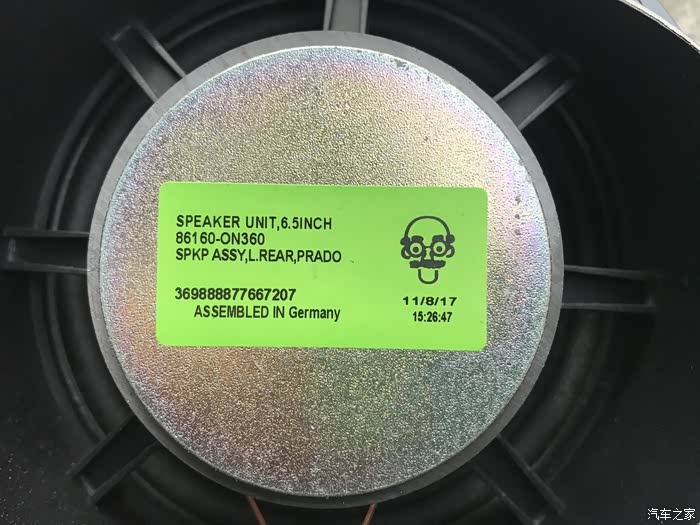 SPEAKER UNIT,6.5INCH
86160-ON360
SPKP ASSY,L.REAR,PRADO
369888877667207
ASSEMBLED IN Germany
11/8/17
15:26:47
汽车之家